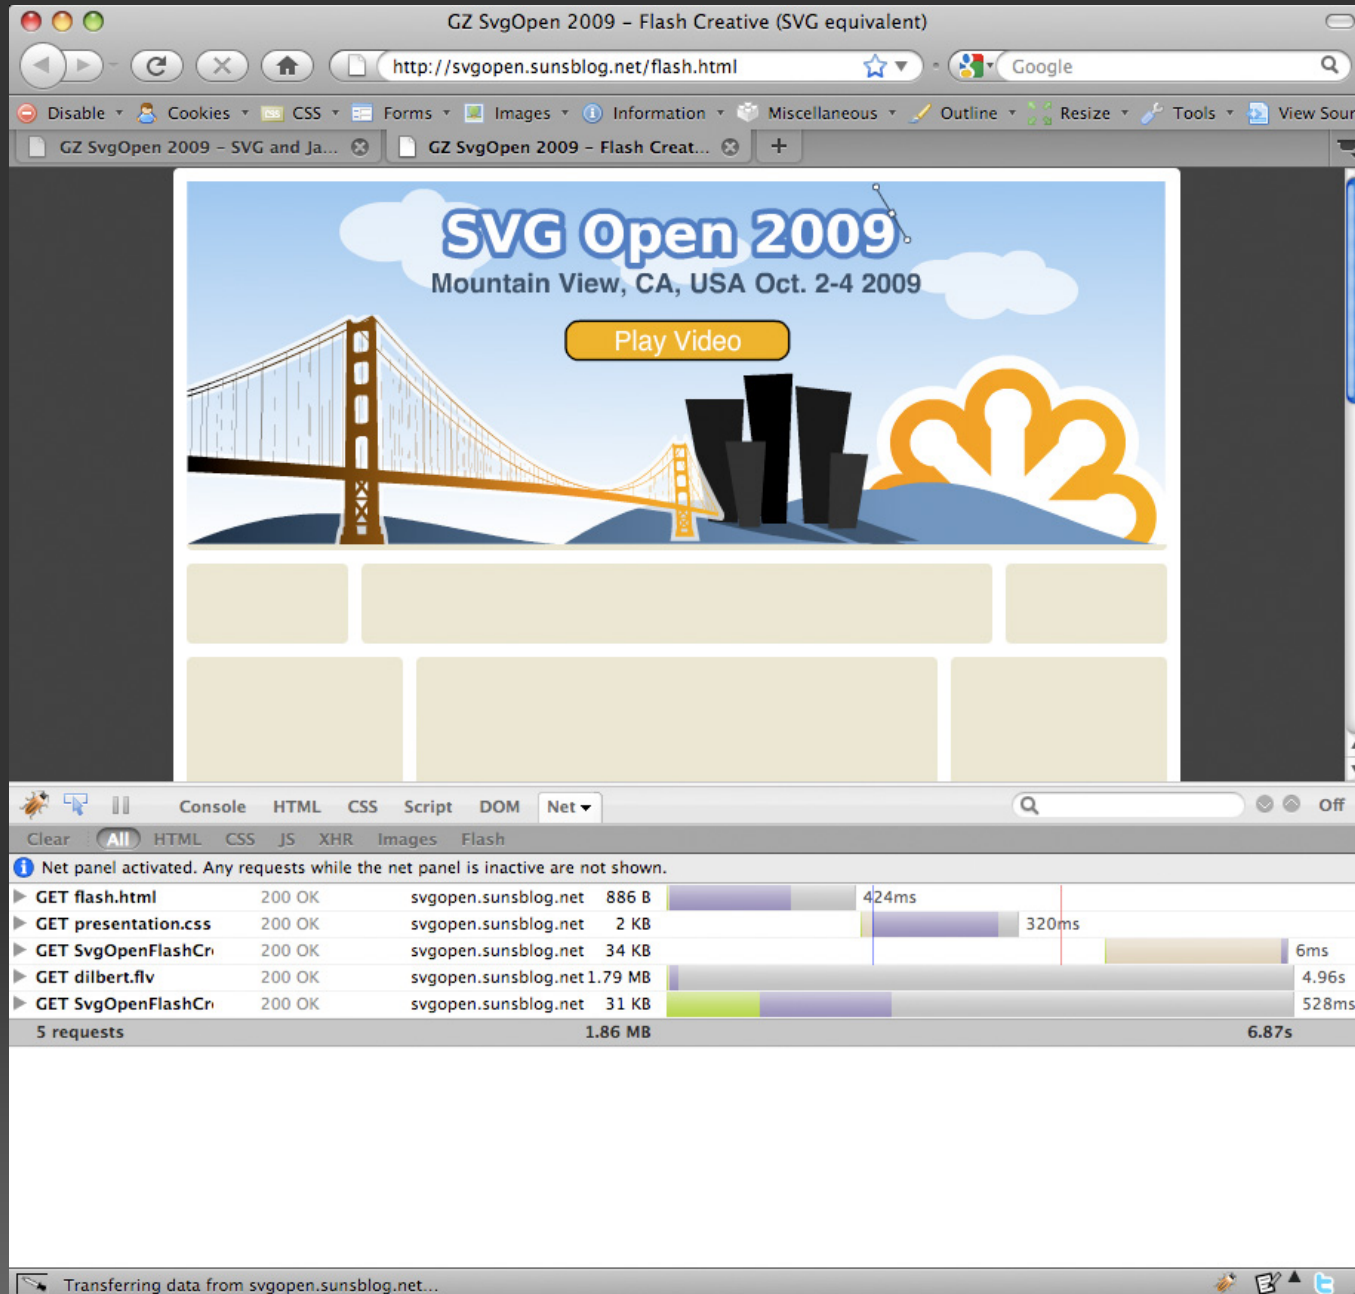 GZ SvgOpen 2009 – Flash Creative (SVG equivalent)
http://svgopen.sunsblog.net/flash.html
Google
Disable Cookies CSS Forms Images Information Miscellaneous Outline Resize Tools View Sour
GZ SvgOpen 2009 – SVG and Ja... GZ SvgOpen 2009 – Flash Creat... +
SVG Open 2009
Mountain View, CA, USA Oct. 2-4 2009
Play Video
Console HTML CSS Script DOM Net Off
Clear All HTML CSS JS XHR Images Flash
Net panel activated. Any requests while the net panel is inactive are not shown.
GET flash.html 200 OK svgopen.sunsblog.net 886 B 424ms
GET presentation.css 200 OK svgopen.sunsblog.net 2 KB 320ms
GET SvgOpenFlashCr 200 OK svgopen.sunsblog.net 34 KB 6ms
GET dilbert.flv 200 OK svgopen.sunsblog.net 1.79 MB 4.96s
GET SvgOpenFlashCr 200 OK svgopen.sunsblog.net 31 KB 528ms
5 requests 1.86 MB 6.87s
Transferring data from svgopen.sunsblog.net...